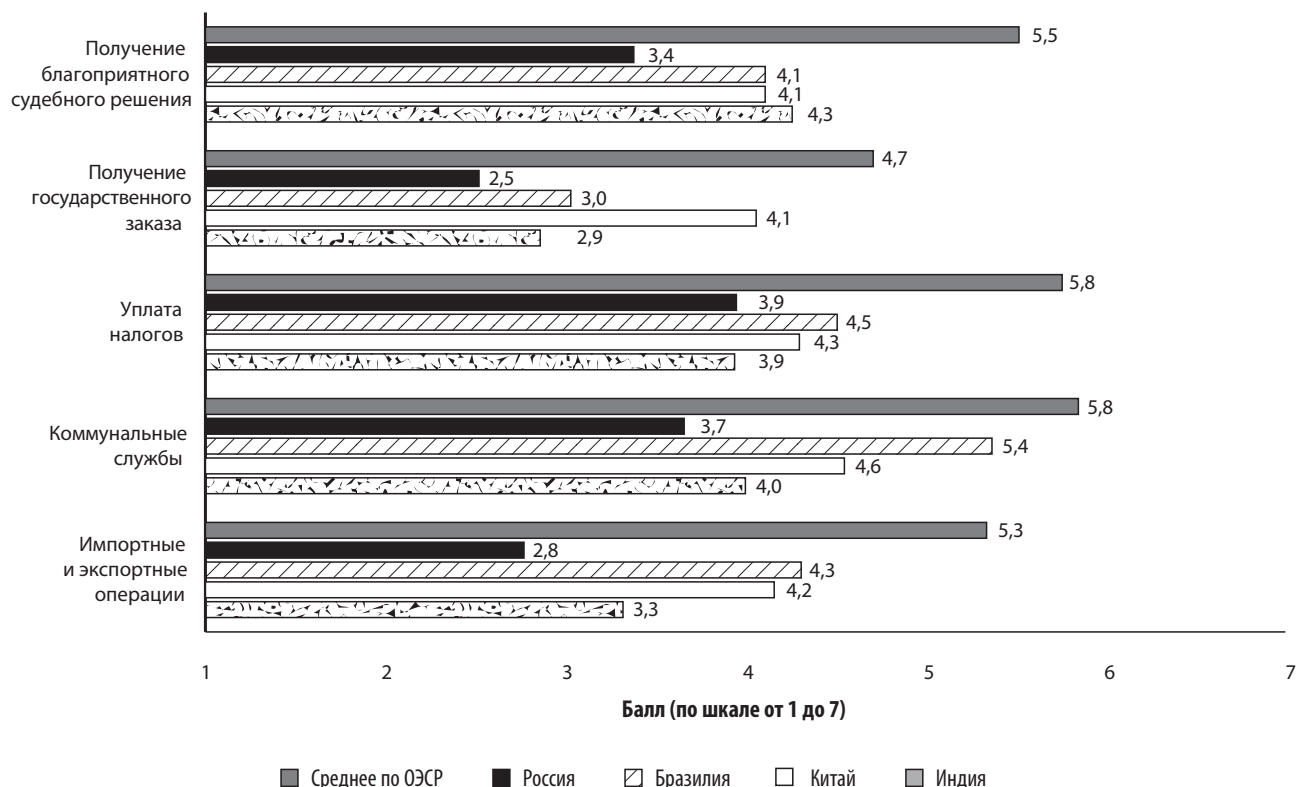 Получение
благоприятного
судебного решения
5,5
3,4
4,1
4,1
4,3
Получение
государственного
заказа
4,7
2,5
3,0
4,1
2,9
Уплата
налогов
5,8
3,9
4,5
4,3
3,9
Коммунальные
службы
5,8
3,7
5,4
4,6
4,0
Импортные
и экспортные
операции
5,3
2,8
4,3
4,2
3,3
1 2 3 4 5 6 7
Балл (по шкале от 1 до 7)
Среднее по ОЭСР Россия Бразилия Китай Индия